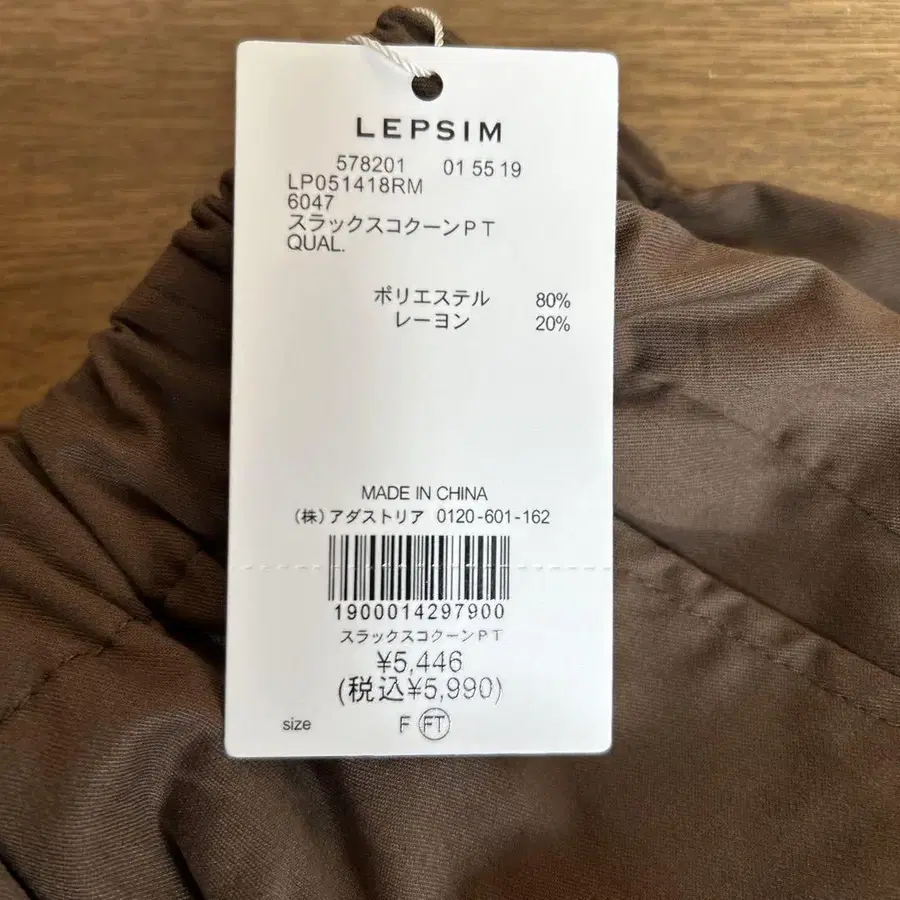 LEPSIM
578201 01 55 19
LP051418RM
6047
スラックスコクーンPT
QUAL.
ポリエステル 80%
レーヨン 20%
MADE IN CHINA
(株)アダストリア 0120-601-162
1900014297900
スラックスコクーンPT
¥5,446
(税込¥5,990)
size F FT